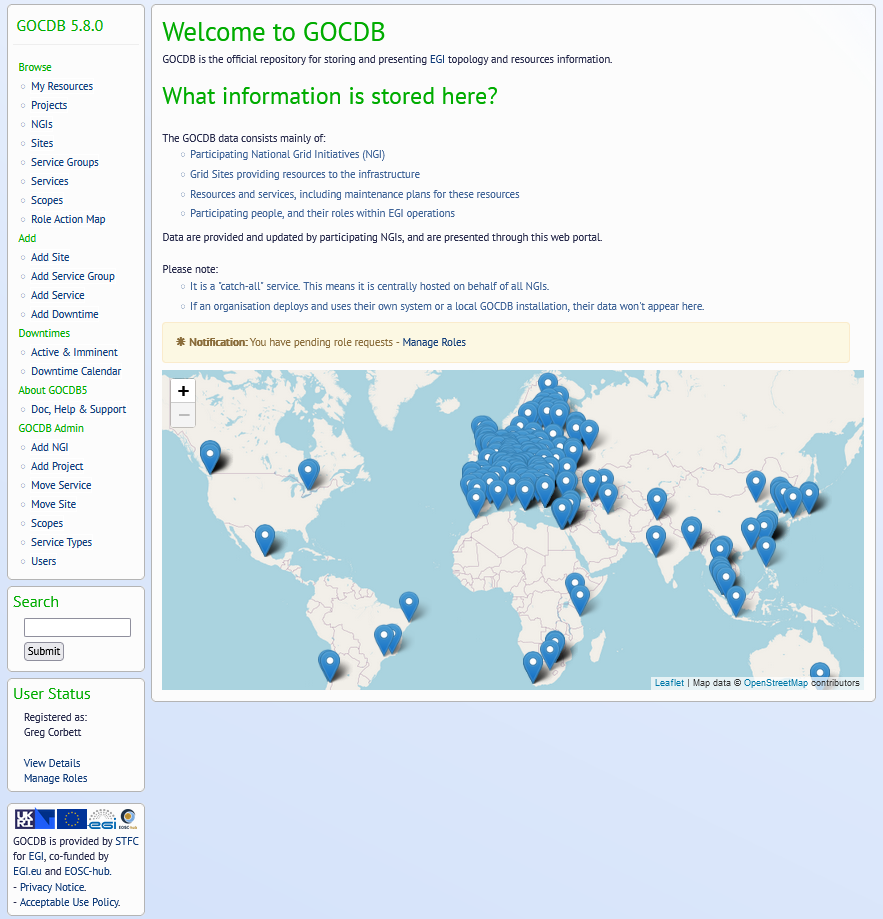 GOCDB 5.8.0
Browse
My Resources
Projects
NGIs
Sites
Service Groups
Services
Scopes
Role Action Map
Add
Add Site
Add Service Group
Add Service
Add Downtime
Downtimes
Active & Imminent
Downtime Calendar
About GOCDB5
Doc, Help & Support
GOCDB Admin
Add NGI
Add Project
Move Service
Move Site
Scopes
Service Types
Users
Search
Submit
User Status
Registered as:
Greg Corbett
View Details
Manage Roles
UK
RI
egi
EOSC-hub
GOCDB is provided by STFC
for EGI, co-funded by
EGI.eu and EOSC-hub.
- Privacy Notice.
- Acceptable Use Policy.
Welcome to GOCDB
GOCDB is the official repository for storing and presenting EGI topology and resources information.
What information is stored here?
The GOCDB data consists mainly of:
Participating National Grid Initiatives (NGI)
Grid Sites providing resources to the infrastructure
Resources and services, including maintenance plans for these resources
Participating people, and their roles within EGI operations
Data are provided and updated by participating NGIs, and are presented through this web portal.
Please note:
It is a "catch-all" service. This means it is centrally hosted on behalf of all NGIs.
If an organisation deploys and uses their own system or a local GOCDB installation, their data won't appear here.
✱ Notification: You have pending role requests - Manage Roles
+
−
Leaflet | Map data © OpenStreetMap contributors